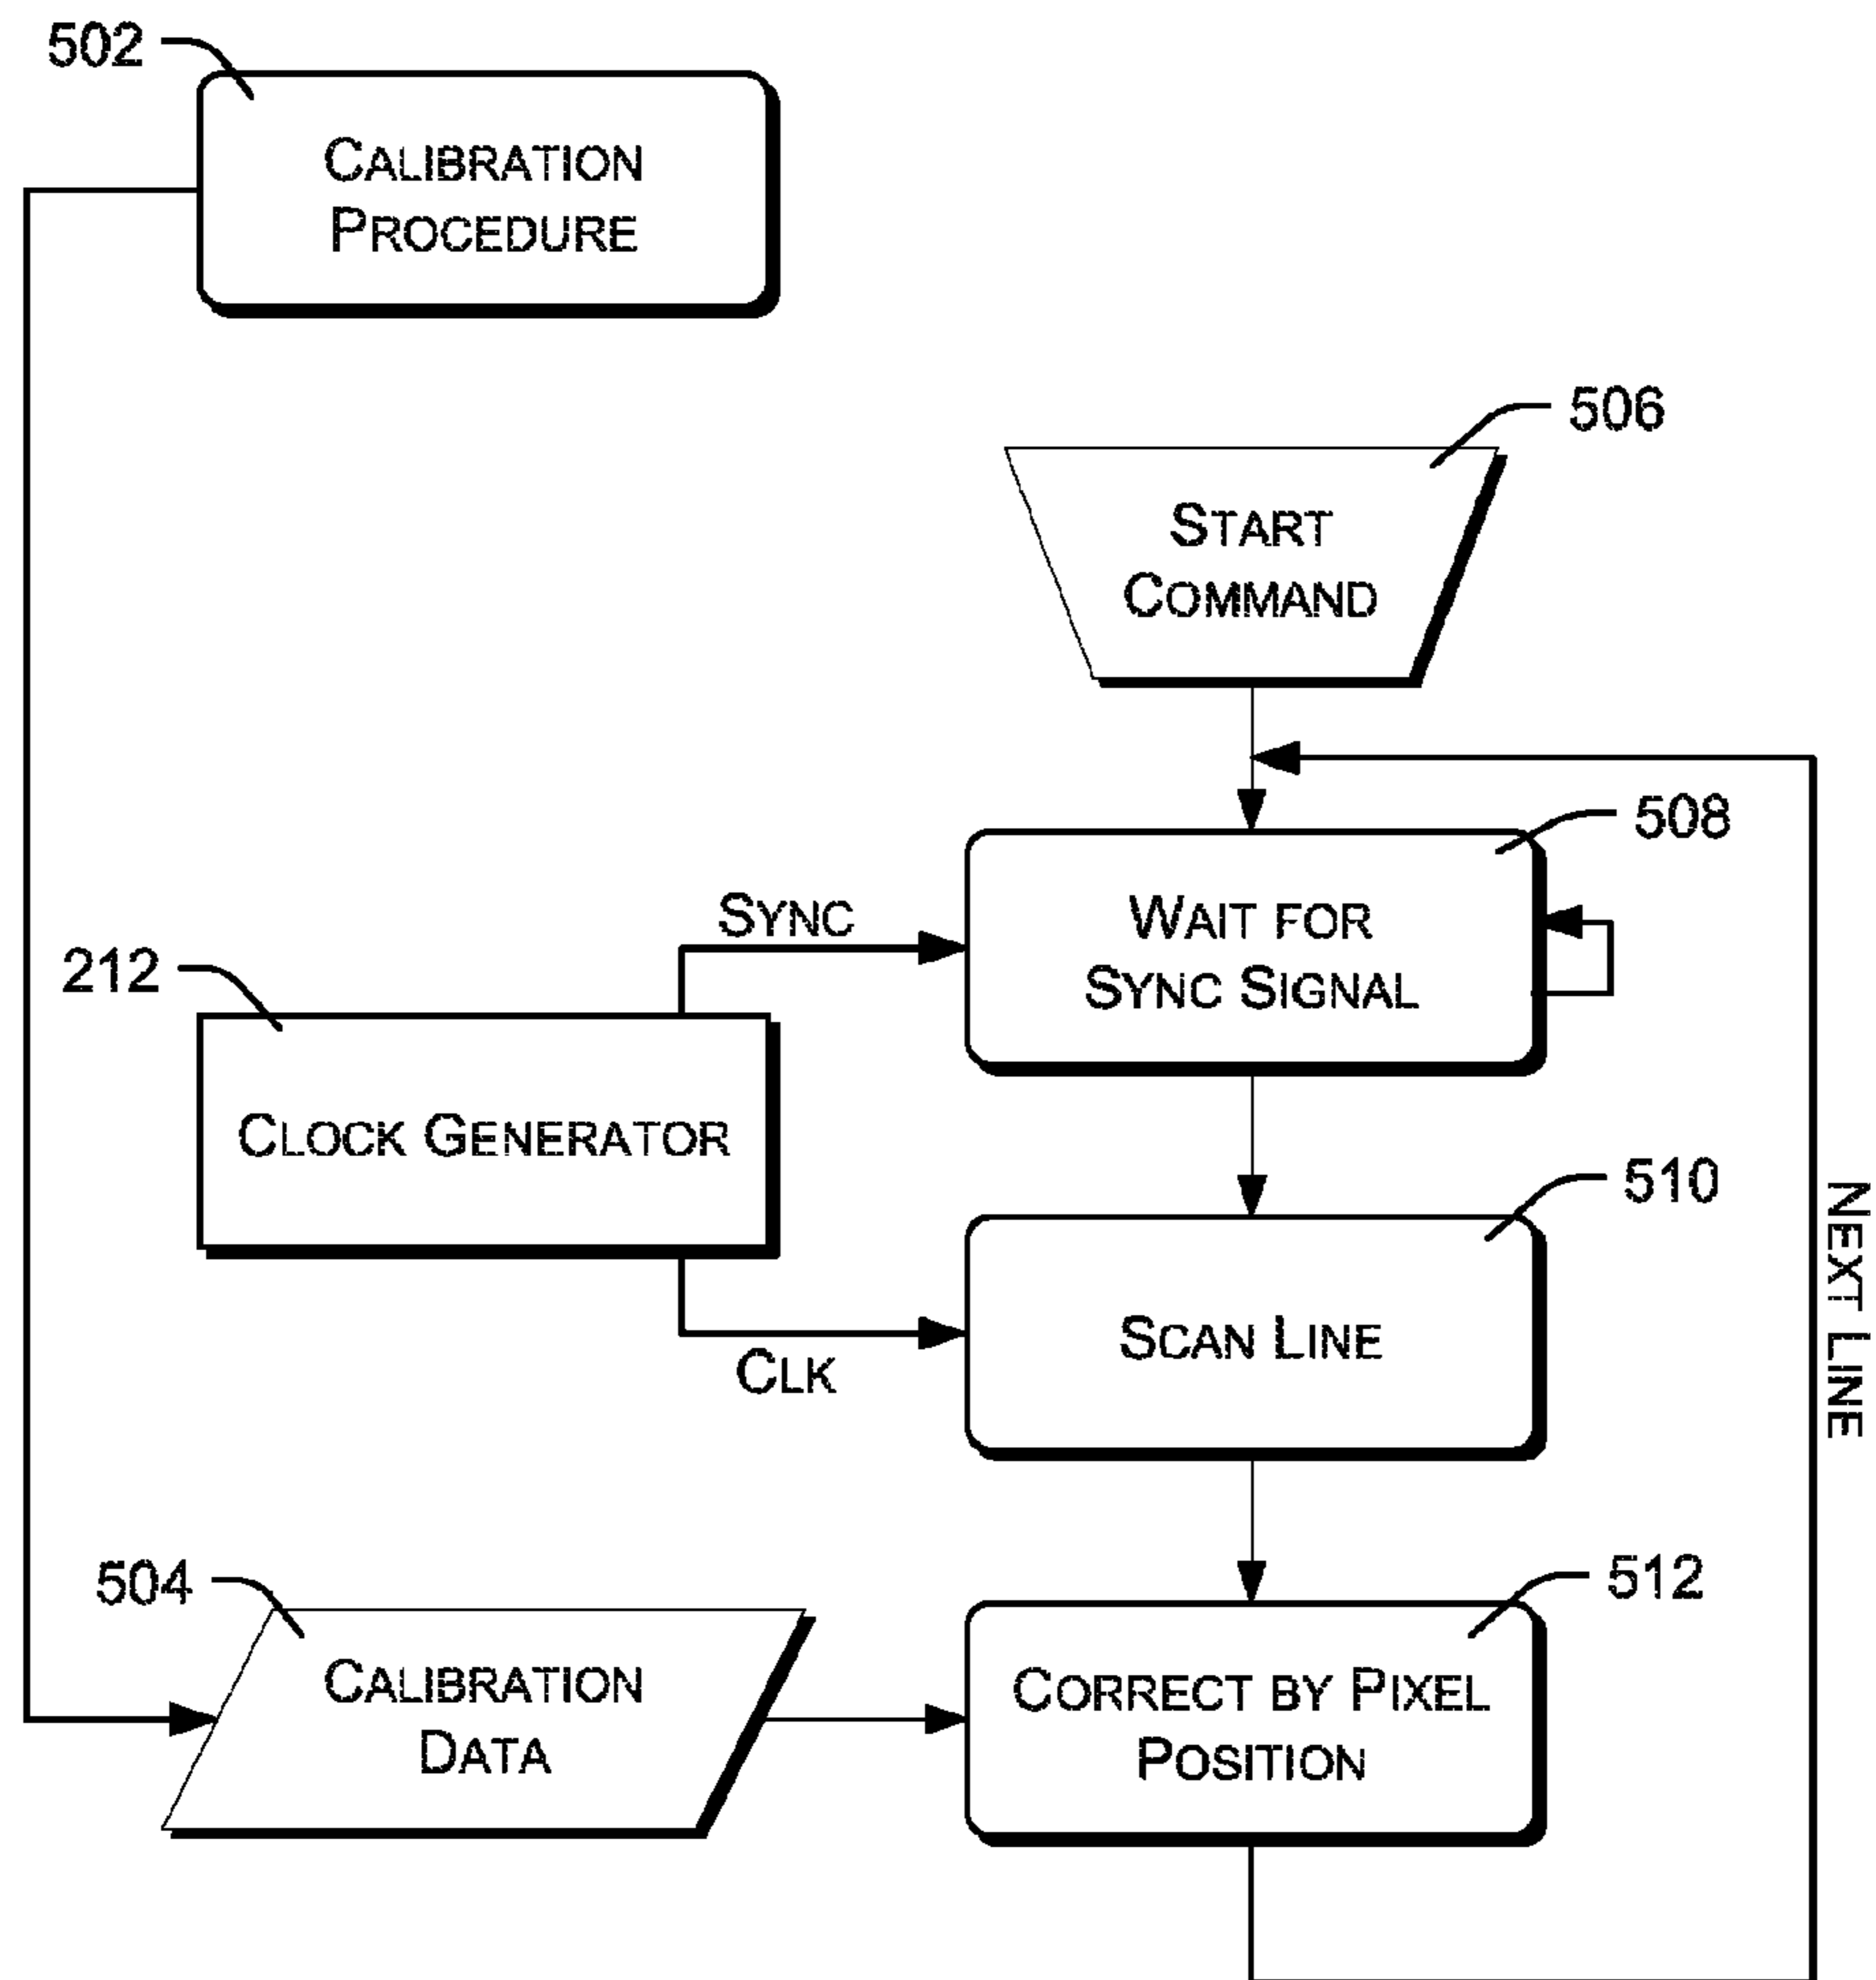 502
CALIBRATION
PROCEDURE
506
START
COMMAND
508
SYNC
WAIT FOR
SYNC SIGNAL
212
CLOCK GENERATOR
510
NEXT LINE
SCAN LINE
CLK
504
512
CALIBRATION
DATA
CORRECT BY PIXEL
POSITION